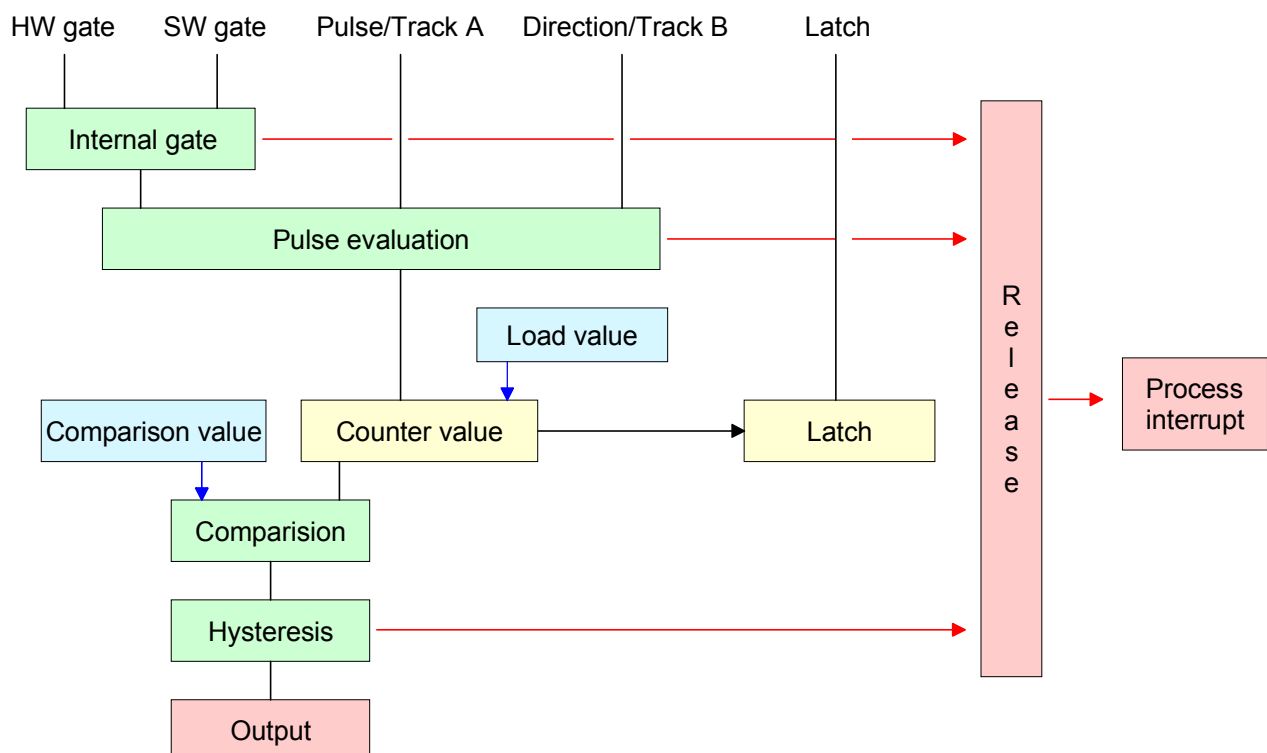 HW gate
SW gate
Pulse/Track A
Direction/Track B
Latch
Internal gate
Pulse evaluation
Load value
Comparison value
Counter value
Latch
Comparision
Hysteresis
Output
Release
Process
interrupt